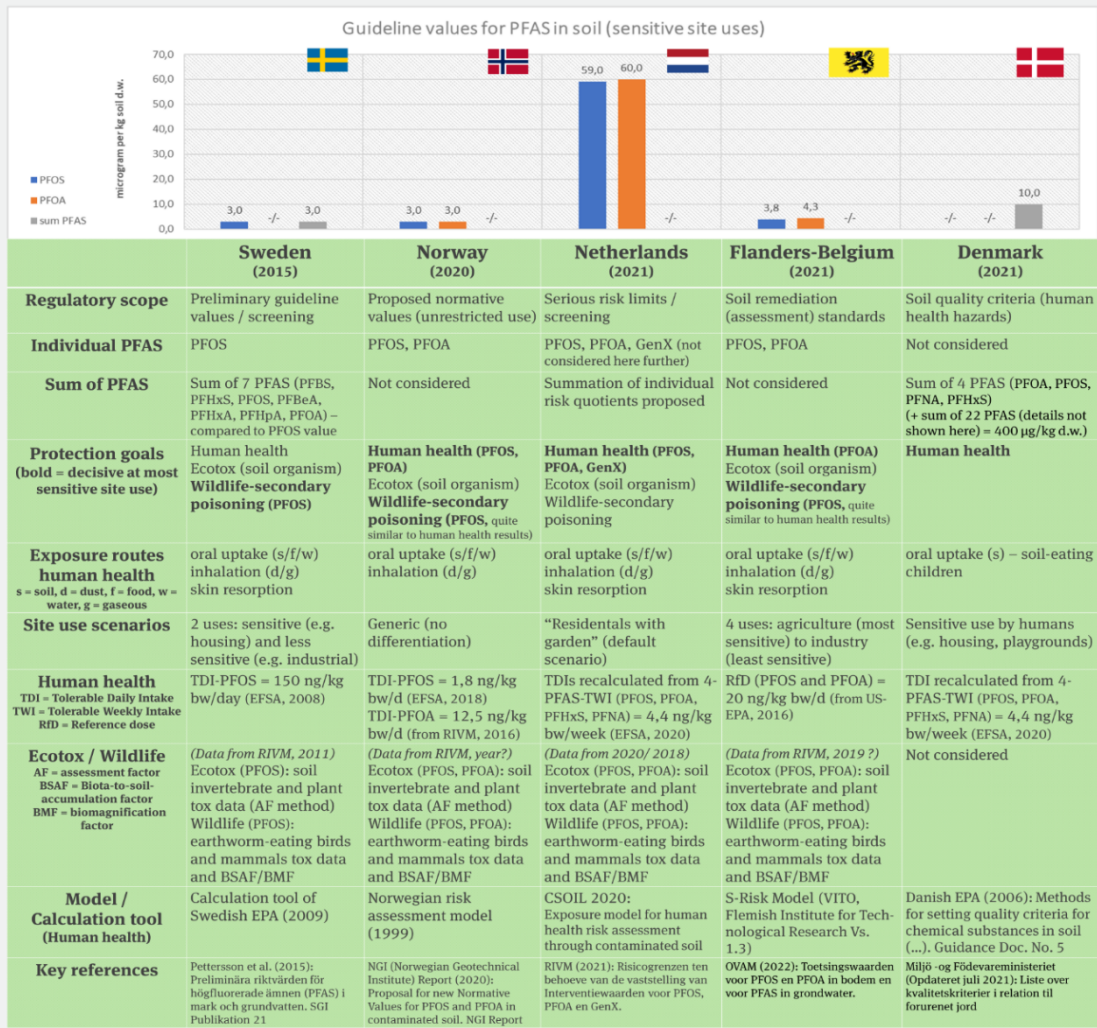 Guideline values for PFAS in soil (sensitive site uses)
microgram per kg soil d.w.
70,0
60,0
50,0
40,0
30,0
20,0
10,0
0,0
PFOS
PFOA
sum PFAS
3,0 -/- 3,0
3,0 3,0 -/-
59,0 60,0 -/-
3,8 4,3 -/-
-/- -/- 10,0
Sweden Norway Netherlands Flanders-Belgium Denmark
(2015) (2020) (2021) (2021) (2021)
Regulatory scope
Preliminary guideline
values / screening
Proposed normative
values (unrestricted use)
Serious risk limits /
screening
Soil remediation
(assessment) standards
Soil quality criteria (human
health hazards)
Individual PFAS
PFOS
PFOS, PFOA
PFOS, PFOA, GenX (not
considered here further)
PFOS, PFOA
Not considered
Sum of PFAS
Sum of 7 PFAS (PFBS,
PFHxS, PFOS, PFBeA,
PFHxA, PFHpA, PFOA) –
compared to PFOS value
Not considered
Summation of individual
risk quotients proposed
Not considered
Sum of 4 PFAS (PFOA, PFOS,
PFNA, PFHxS)
(+ sum of 22 PFAS (details not
shown here) = 400 µg/kg d.w.)
Protection goals
(bold = decisive at most
sensitive site use)
Human health
Ecotox (soil organism)
Wildlife-secondary
poisoning (PFOS)
Human health (PFOS,
PFOA)
Ecotox (soil organism)
Wildlife-secondary
poisoning (PFOS, quite
similar to human health results)
Human health (PFOS,
PFOA, GenX)
Ecotox (soil organism)
Wildlife-secondary
poisoning
Human health (PFOA)
Ecotox (soil organism)
Wildlife-secondary
poisoning (PFOS, quite
similar to human health results)
Human health
Exposure routes
human health
s = soil, d = dust, f = food, w =
water, g = gaseous
oral uptake (s/f/w)
inhalation (d/g)
skin resorption
oral uptake (s/f/w)
inhalation (d/g)
oral uptake (s/f/w)
inhalation (d/g)
skin resorption
oral uptake (s/f/w)
inhalation (d/g)
skin resorption
oral uptake (s) – soil-eating
children
Site use scenarios
2 uses: sensitive (e.g.
housing) and less
sensitive (e.g. industrial)
Generic (no
differentiation)
“Residentals with
garden” (default
scenario)
4 uses: agriculture (most
sensitive) to industry
(least sensitive)
Sensitive use by humans
(e.g. housing, playgrounds)
Human health
TDI = Tolerable Daily Intake
TWI = Tolerable Weekly Intake
RfD = Reference dose
TDI-PFOS = 150 ng/kg
bw/day (EFSA, 2008)
TDI-PFOS = 1,8 ng/kg
bw/d (EFSA, 2018)
TDI-PFOA = 12,5 ng/kg
bw/d (from RIVM, 2016)
TDIs recalculated from 4-
PFAS-TWI (PFOS, PFOA,
PFHxS, PFNA) = 4,4 ng/kg
bw/week (EFSA, 2020)
RfD (PFOS and PFOA) =
20 ng/kg bw/d (from US-
EPA, 2016)
TDI recalculated from 4-
PFAS-TWI (PFOS, PFOA,
PFHxS, PFNA) = 4,4 ng/kg
bw/week (EFSA, 2020)
Ecotox / Wildlife
AF = assessment factor
BSAF = Biota-to-soil-
accumulation factor
BMF = biomagnification
factor
(Data from RIVM, 2011)
Ecotox (PFOS): soil
invertebrate and plant
tox data (AF method)
Wildlife (PFOS):
earthworm-eating birds
and mammals tox data
and BSAF/BMF
(Data from RIVM, year?)
Ecotox (PFOS, PFOA): soil
invertebrate and plant
tox data (AF method)
Wildlife (PFOS, PFOA):
earthworm-eating birds
and mammals tox data
and BSAF/BMF
(Data from 2020/ 2018)
Ecotox (PFOS, PFOA): soil
invertebrate and plant
tox data (AF method)
Wildlife (PFOS, PFOA):
earthworm-eating birds
and mammals tox data
and BSAF/BMF
(Data from RIVM, 2019 ?)
Ecotox (PFOS, PFOA): soil
invertebrate and plant
tox data (AF method)
Wildlife (PFOS, PFOA):
earthworm-eating birds
and mammals tox data
and BSAF/BMF
Not considered
Model /
Calculation tool
(Human health)
Calculation tool of
Swedish EPA (2009)
Norwegian risk
assessment model
(1999)
CSOIL 2020:
Exposure model for human
health risk assessment
through contaminated soil
S-Risk Model (VITO,
Flemish Institute for Tech-
nological Research Vs.
1.3)
Danish EPA (2006): Methods
for setting quality criteria for
chemical substances in soil
(...). Guidance Doc. No. 5
Key references
Pettersson et al. (2015):
Preliminära riktvärden för
högfluorerade ämnen (PFAS) i
mark och grundvatten. SGI
Publikation 21
NGI (Norwegian Geotechnical
Institute) Report (2020):
Proposal for new Normative
Values for PFOS and PFOA in
contaminated soil. NGI Report
RIVM (2021): Risicogrenzen ten
behoeve van de vaststelling van
Interventiewaarden voor PFOS,
PFOA en GenX.
OVAM (2022): Toetsingswaarden
voor PFOS en PFOA in bodem en
voor PFAS in grondwater.
Miljö -og Födevareministeriet
(Opdateret juli 2021): Liste over
kvalitetskriterier i relation til
forurenet jord